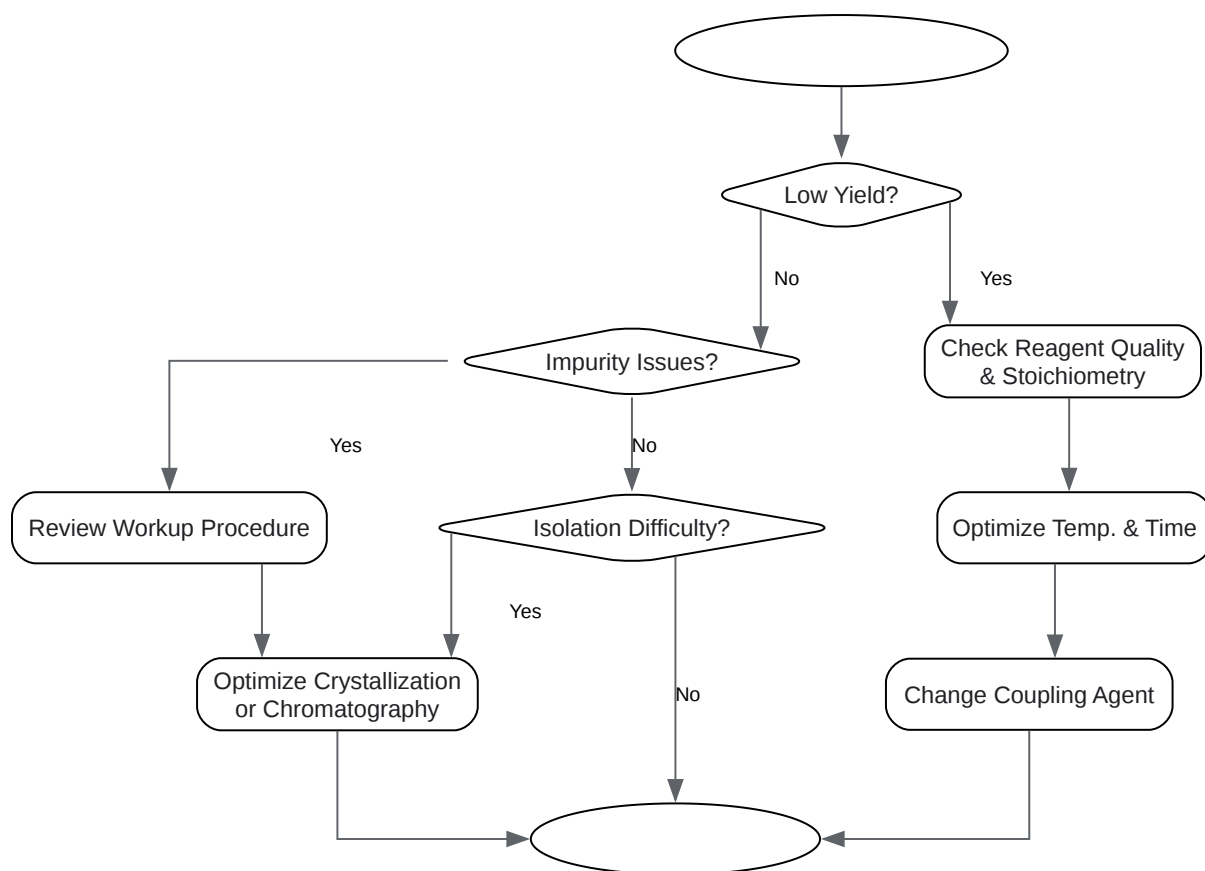 Low Yield?
No
Yes
Impurity Issues?
Check Reagent Quality
& Stoichiometry
Yes
No
Review Workup Procedure
Isolation Difficulty?
Optimize Temp. & Time
Yes
Optimize Crystallization
or Chromatography
No
Change Coupling Agent